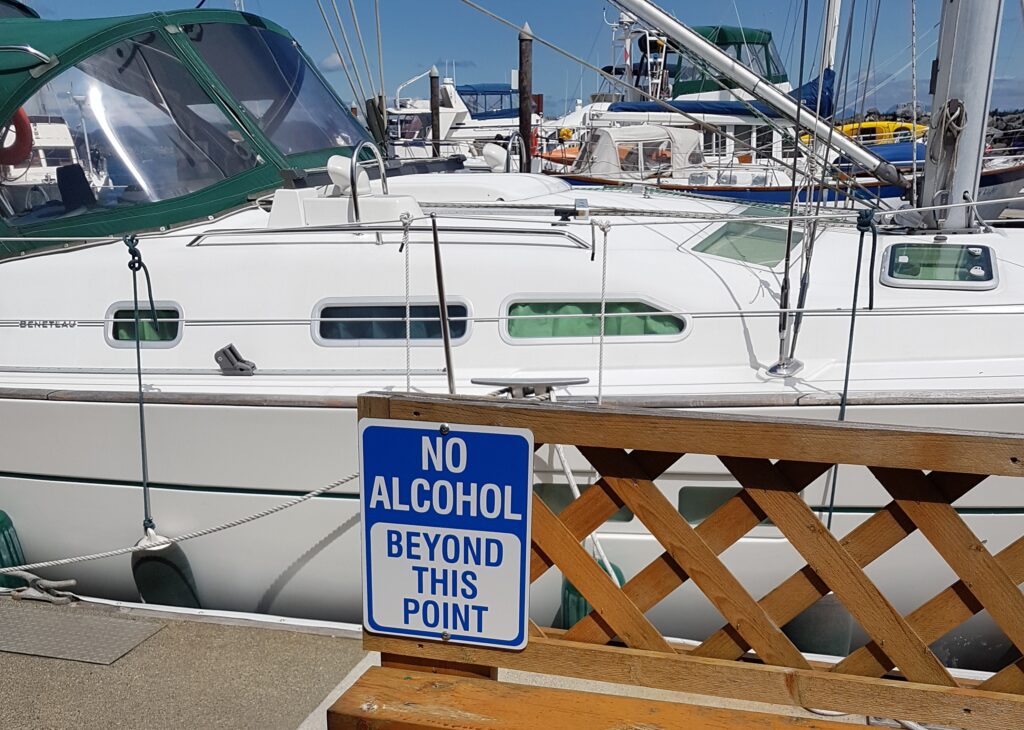 BENETEAU
NO
ALCOHOL
BEYOND
THIS
POINT